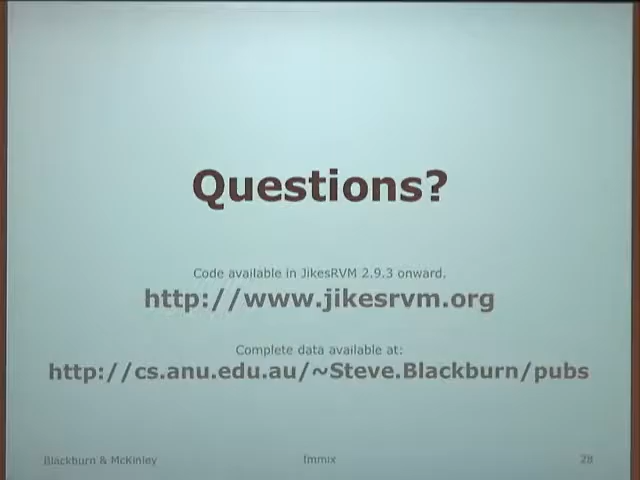 Questions?
Code available in JikesRVM 2.9.3 onward.
http://www.jikesrvm.org
Complete data available at:
http://cs.anu.edu.au/~Steve.Blackburn/pubs
Blackburn & McKinley
Immix
28